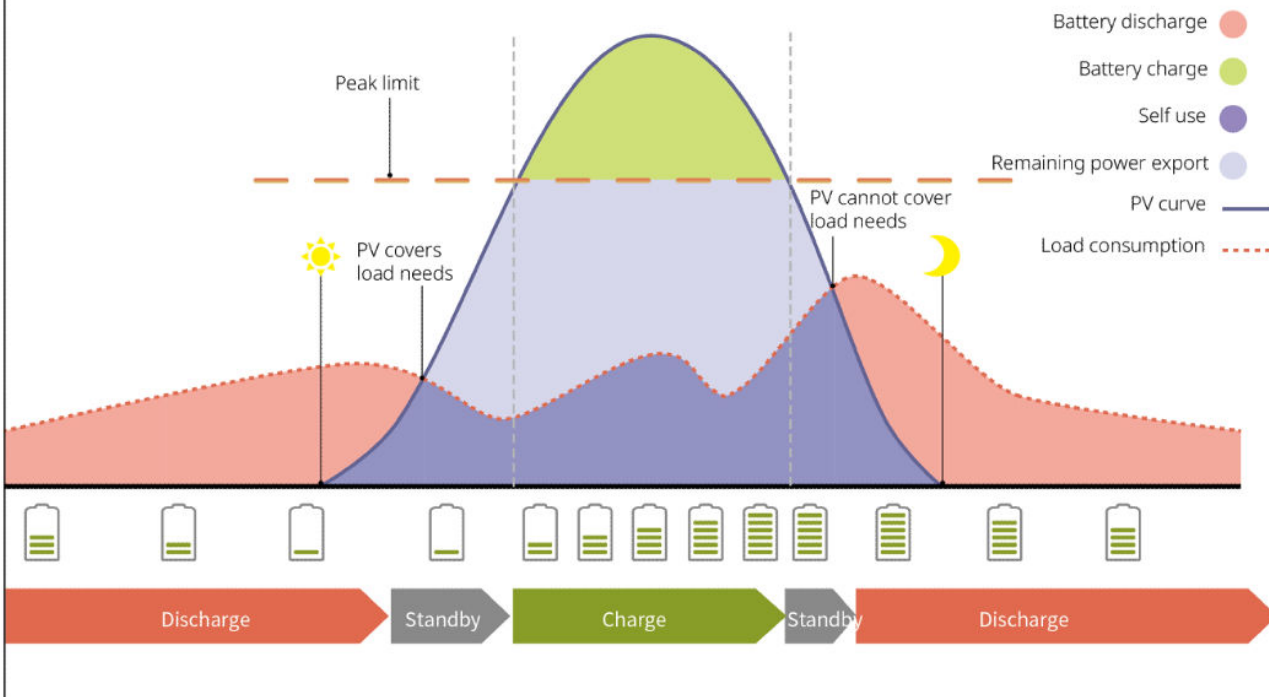 Battery discharge
Battery charge
Self use
Remaining power export
PV curve
Load consumption
Peak limit
PV cannot cover
load needs
PV covers
load needs
Discharge
Standby
Charge
Standby
Discharge